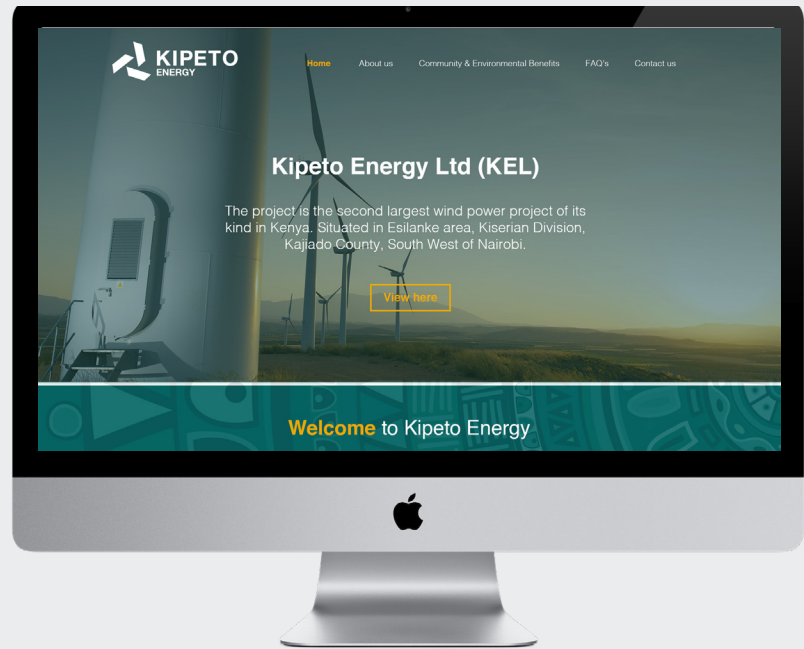 KIPETO
ENERGY
Home About us Community & Environmental Benefits FAQ's Contact us
Kipeto Energy Ltd (KEL)
The project is the second largest wind power project of its
kind in Kenya. Situated in Esilanke area, Kiserian Division,
Kajiado County, South West of Nairobi.
View here
Welcome to Kipeto Energy